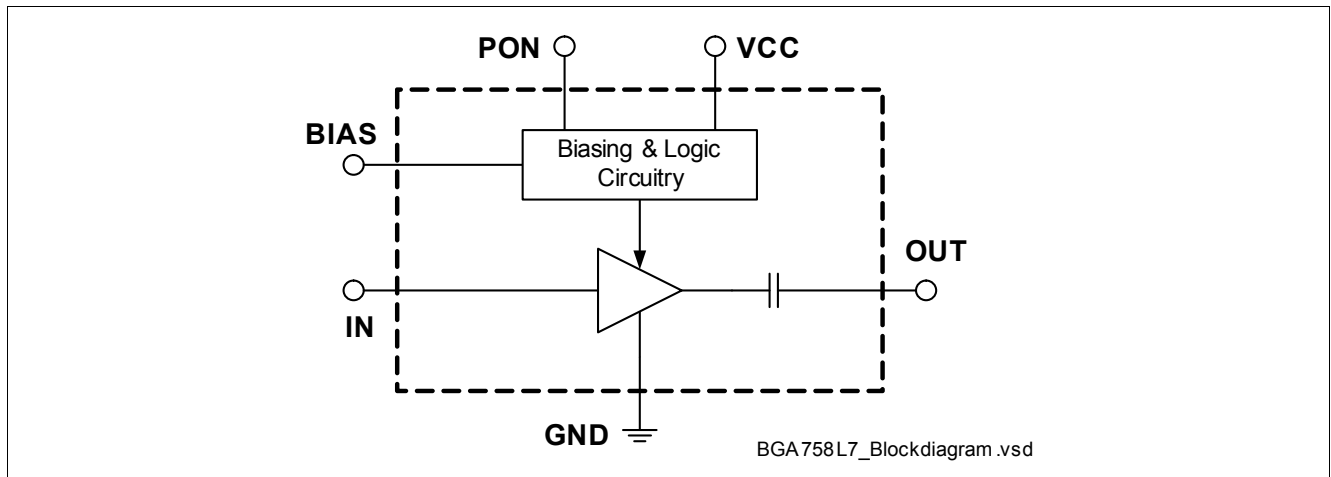 PON
VCC
BIAS
Biasing & Logic
Circuitry
OUT
IN
GND
BGA758L7_Blockdiagram.vsd